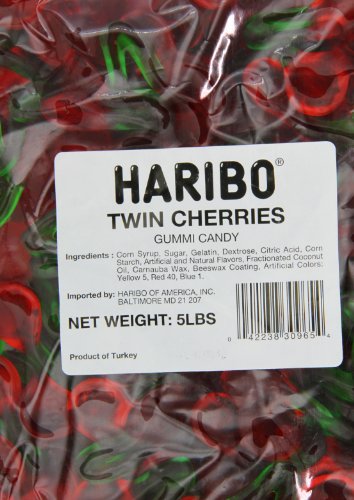 HARIBO®
TWIN CHERRIES
GUMMI CANDY
Ingredients : Corn Syrup, Sugar, Gelatin, Dextrose, Citric Acid, Corn
Starch, Artificial and Natural Flavors, Fractionated Coconut
Oil, Carnauba Wax, Beeswax Coating, Artificial Colors:
Yellow 5, Red 40, Blue 1.
Imported by: HARIBO OF AMERICA, INC.
BALTIMORE MD 21 207
NET WEIGHT: 5LBS
0 42238 30965 4
Product of Turkey